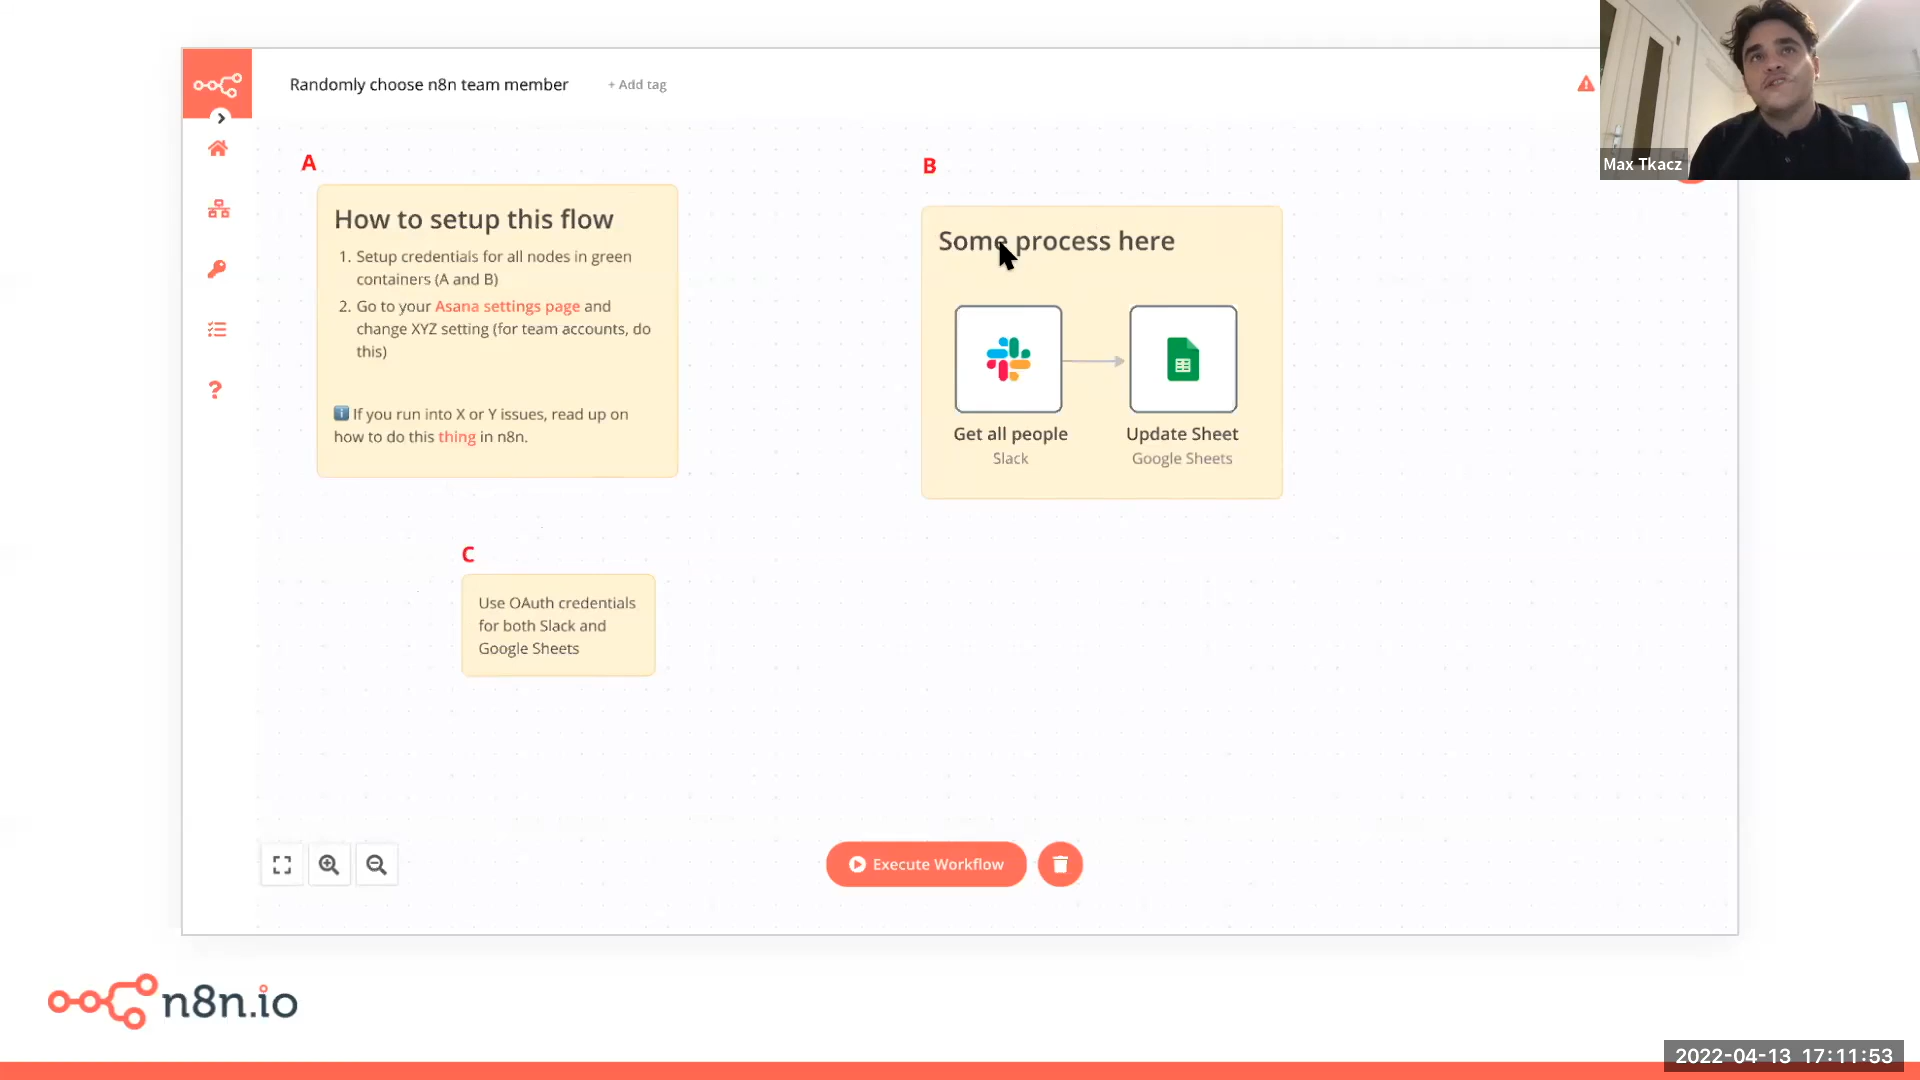 Randomly choose n8n team member
+ Add tag
Max Tkacz
A
How to setup this flow
1. Setup credentials for all nodes in green
containers (A and B)
2. Go to your Asana settings page and
change XYZ setting (for team accounts, do
this)
i If you run into X or Y issues, read up on
how to do this thing in n8n.
B
Some process here
Get all people
Slack
Update Sheet
Google Sheets
C
Use OAuth credentials
for both Slack and
Google Sheets
Execute Workflow
n8n.io
2022-04-13 17:11:53